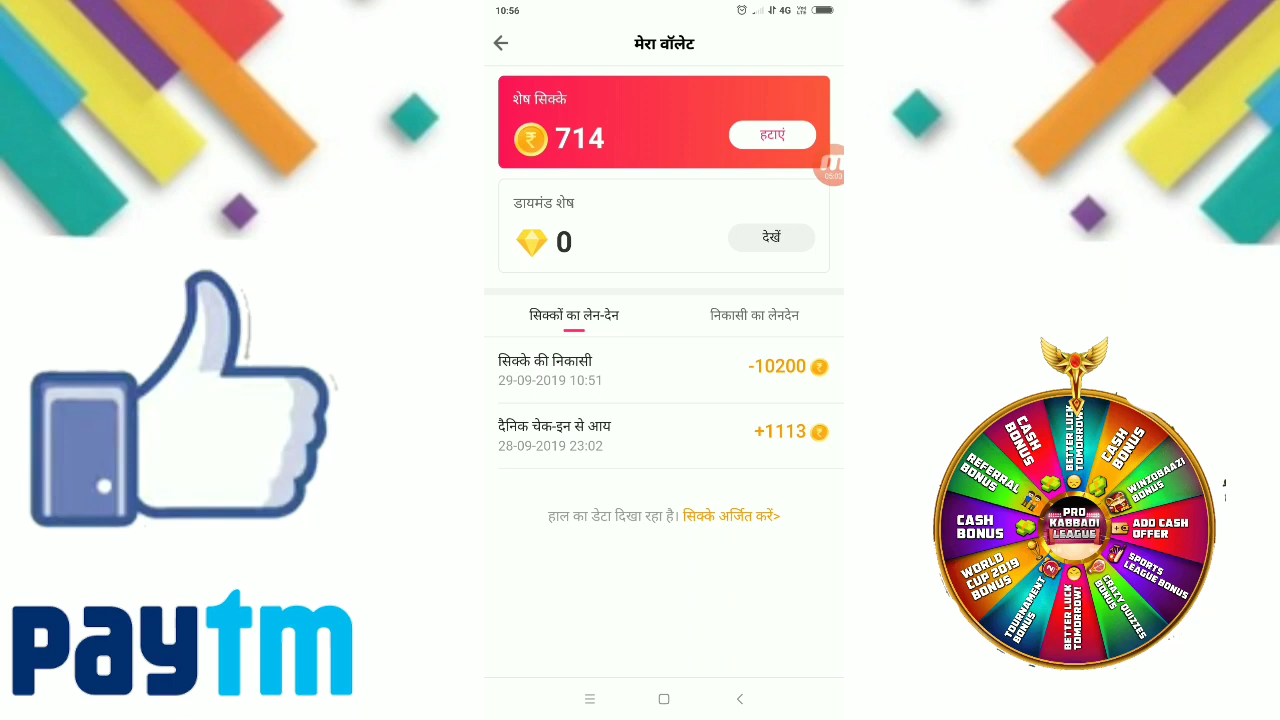 10:56
4G
मेरा वॉलेट
शेष सिक्के
714
हटाएं
05:03
डायमंड शेष
0
देखें
सिक्कों का लेन-देन
निकासी का लेनदेन
सिक्के की निकासी
-10200
29-09-2019 10:51
दैनिक चेक-इन से आय
+1113
28-09-2019 23:02
हाल का डेटा दिखा रहा है। सिक्के अर्जित करें>
paytm
BETTER LUCK
TOMORROW!
CASH
BONUS
WINZOBAAZI
BONUS
ADD CASH
OFFER
SPORTS
LEAGUE BONUS
CRAZY QUIZZES
BONUS
BETTER LUCK
TOMORROW!
TOURNAMENT
BONUS
WORLD
CUP 2019
BONUS
CASH
BONUS
REFERRAL
BONUS
CASH
BONUS
PRO
KABBADI
LEAGUE